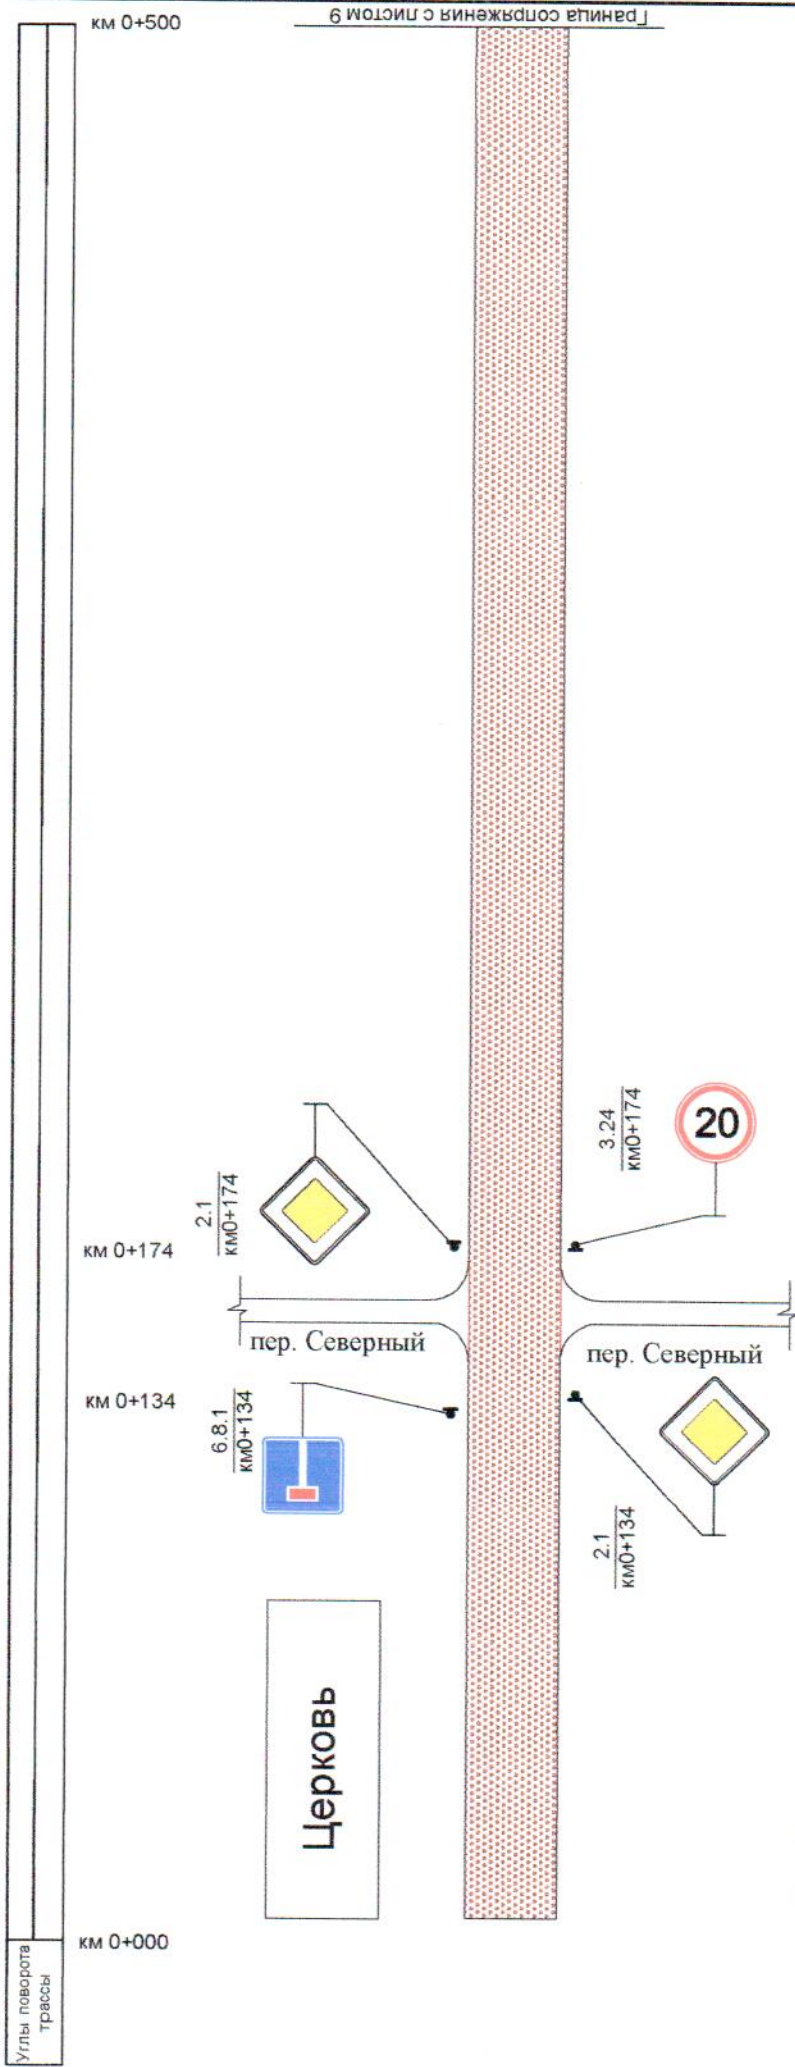 км 0+500
Граница сопряжения с листом 9
2.1
км0+174
3.24
км0+174
20
км 0+174
пер. Северный
пер. Северный
км 0+134
6.8.1
км0+134
2.1
км0+134
Церковь
км 0+000
Углы поворота
трассы